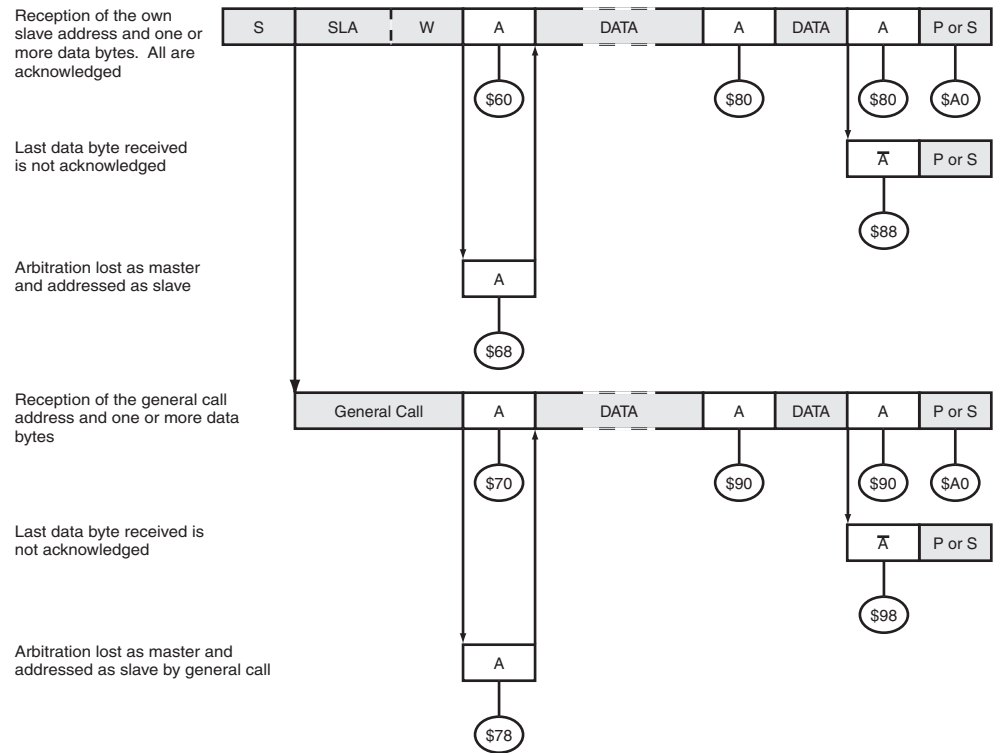 Reception of the own
slave address and one or
more data bytes. All are
acknowledged
S SLA W A DATA A DATA A P or S
$60 $80 $80 $A0
Last data byte received
is not acknowledged
A̅ P or S
$88
Arbitration lost as master
and addressed as slave
A
$68
Reception of the general call
address and one or more data
bytes
General Call A DATA A DATA A P or S
$70 $90 $90 $A0
Last data byte received is
not acknowledged
A̅ P or S
$98
Arbitration lost as master and
addressed as slave by general call
A
$78